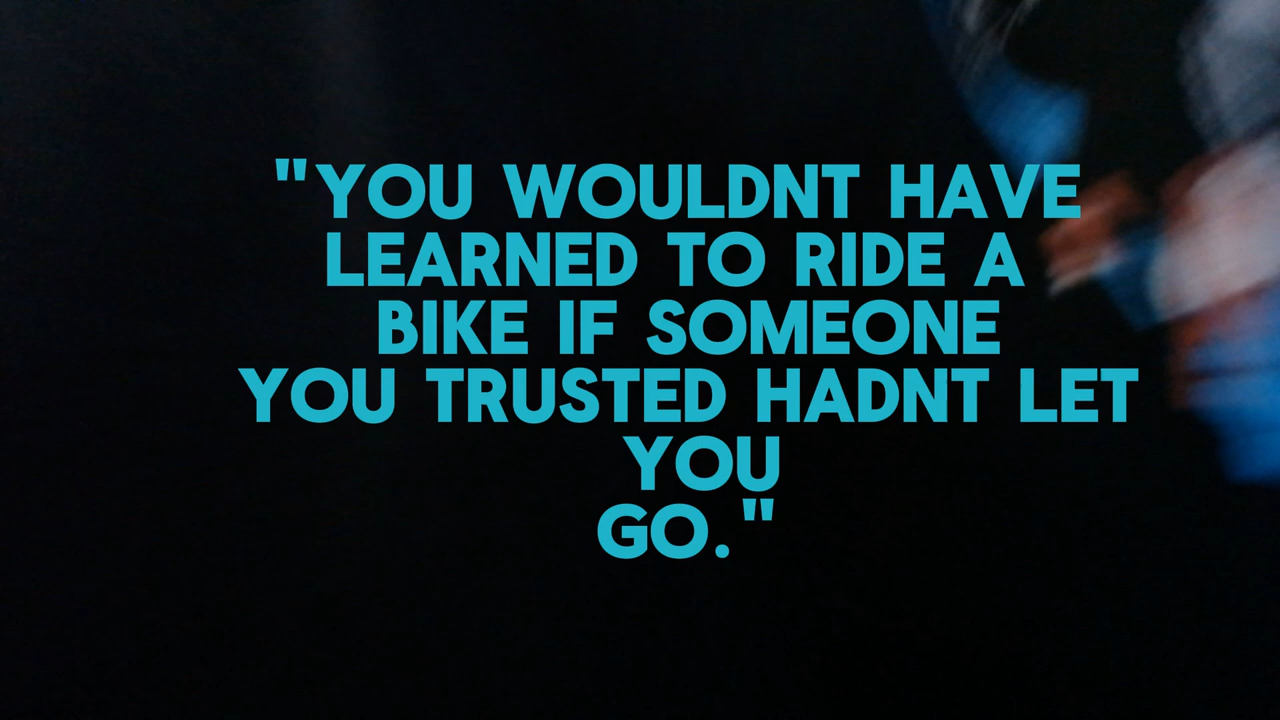 "YOU WOULDNT HAVE
LEARNED TO RIDE A
BIKE IF SOMEONE
YOU TRUSTED HADNT LET
YOU
GO."